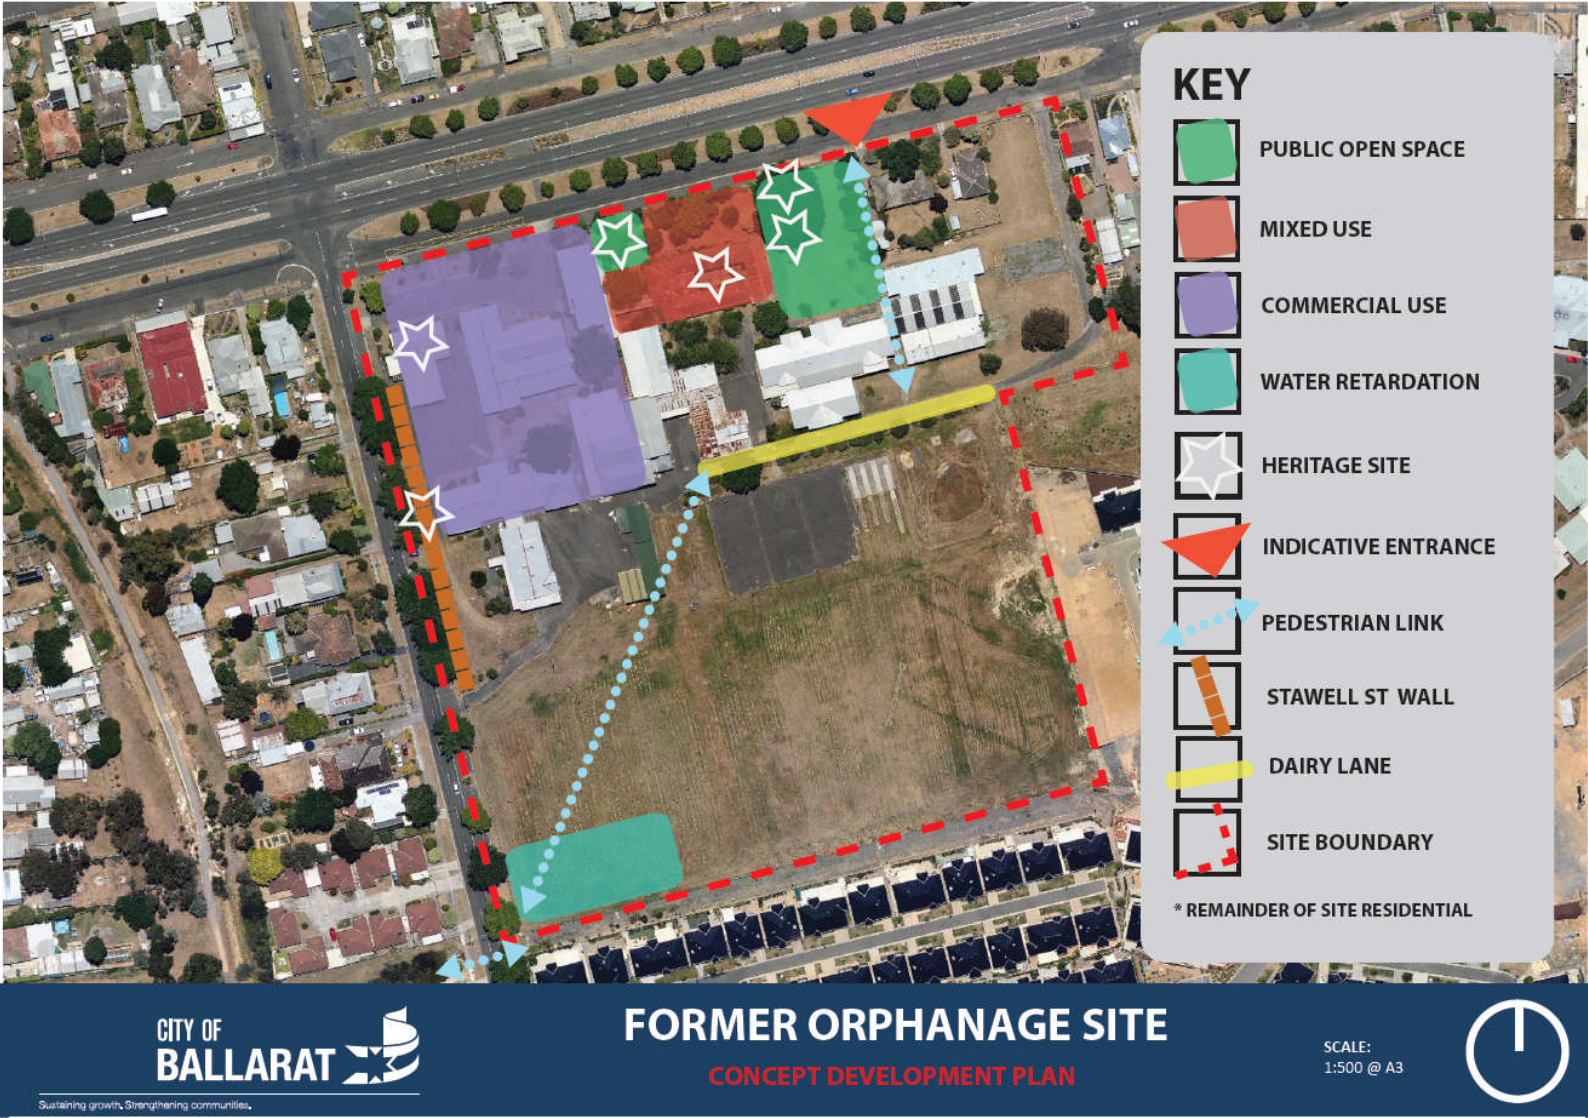 KEY
PUBLIC OPEN SPACE
MIXED USE
COMMERCIAL USE
WATER RETARDATION
HERITAGE SITE
INDICATIVE ENTRANCE
PEDESTRIAN LINK
STAWELL ST WALL
DAIRY LANE
SITE BOUNDARY
* REMAINDER OF SITE RESIDENTIAL
CITY OF
BALLARAT
Sustaining growth. Strengthening communities.
FORMER ORPHANAGE SITE
CONCEPT DEVELOPMENT PLAN
SCALE:
1:500 @ A3